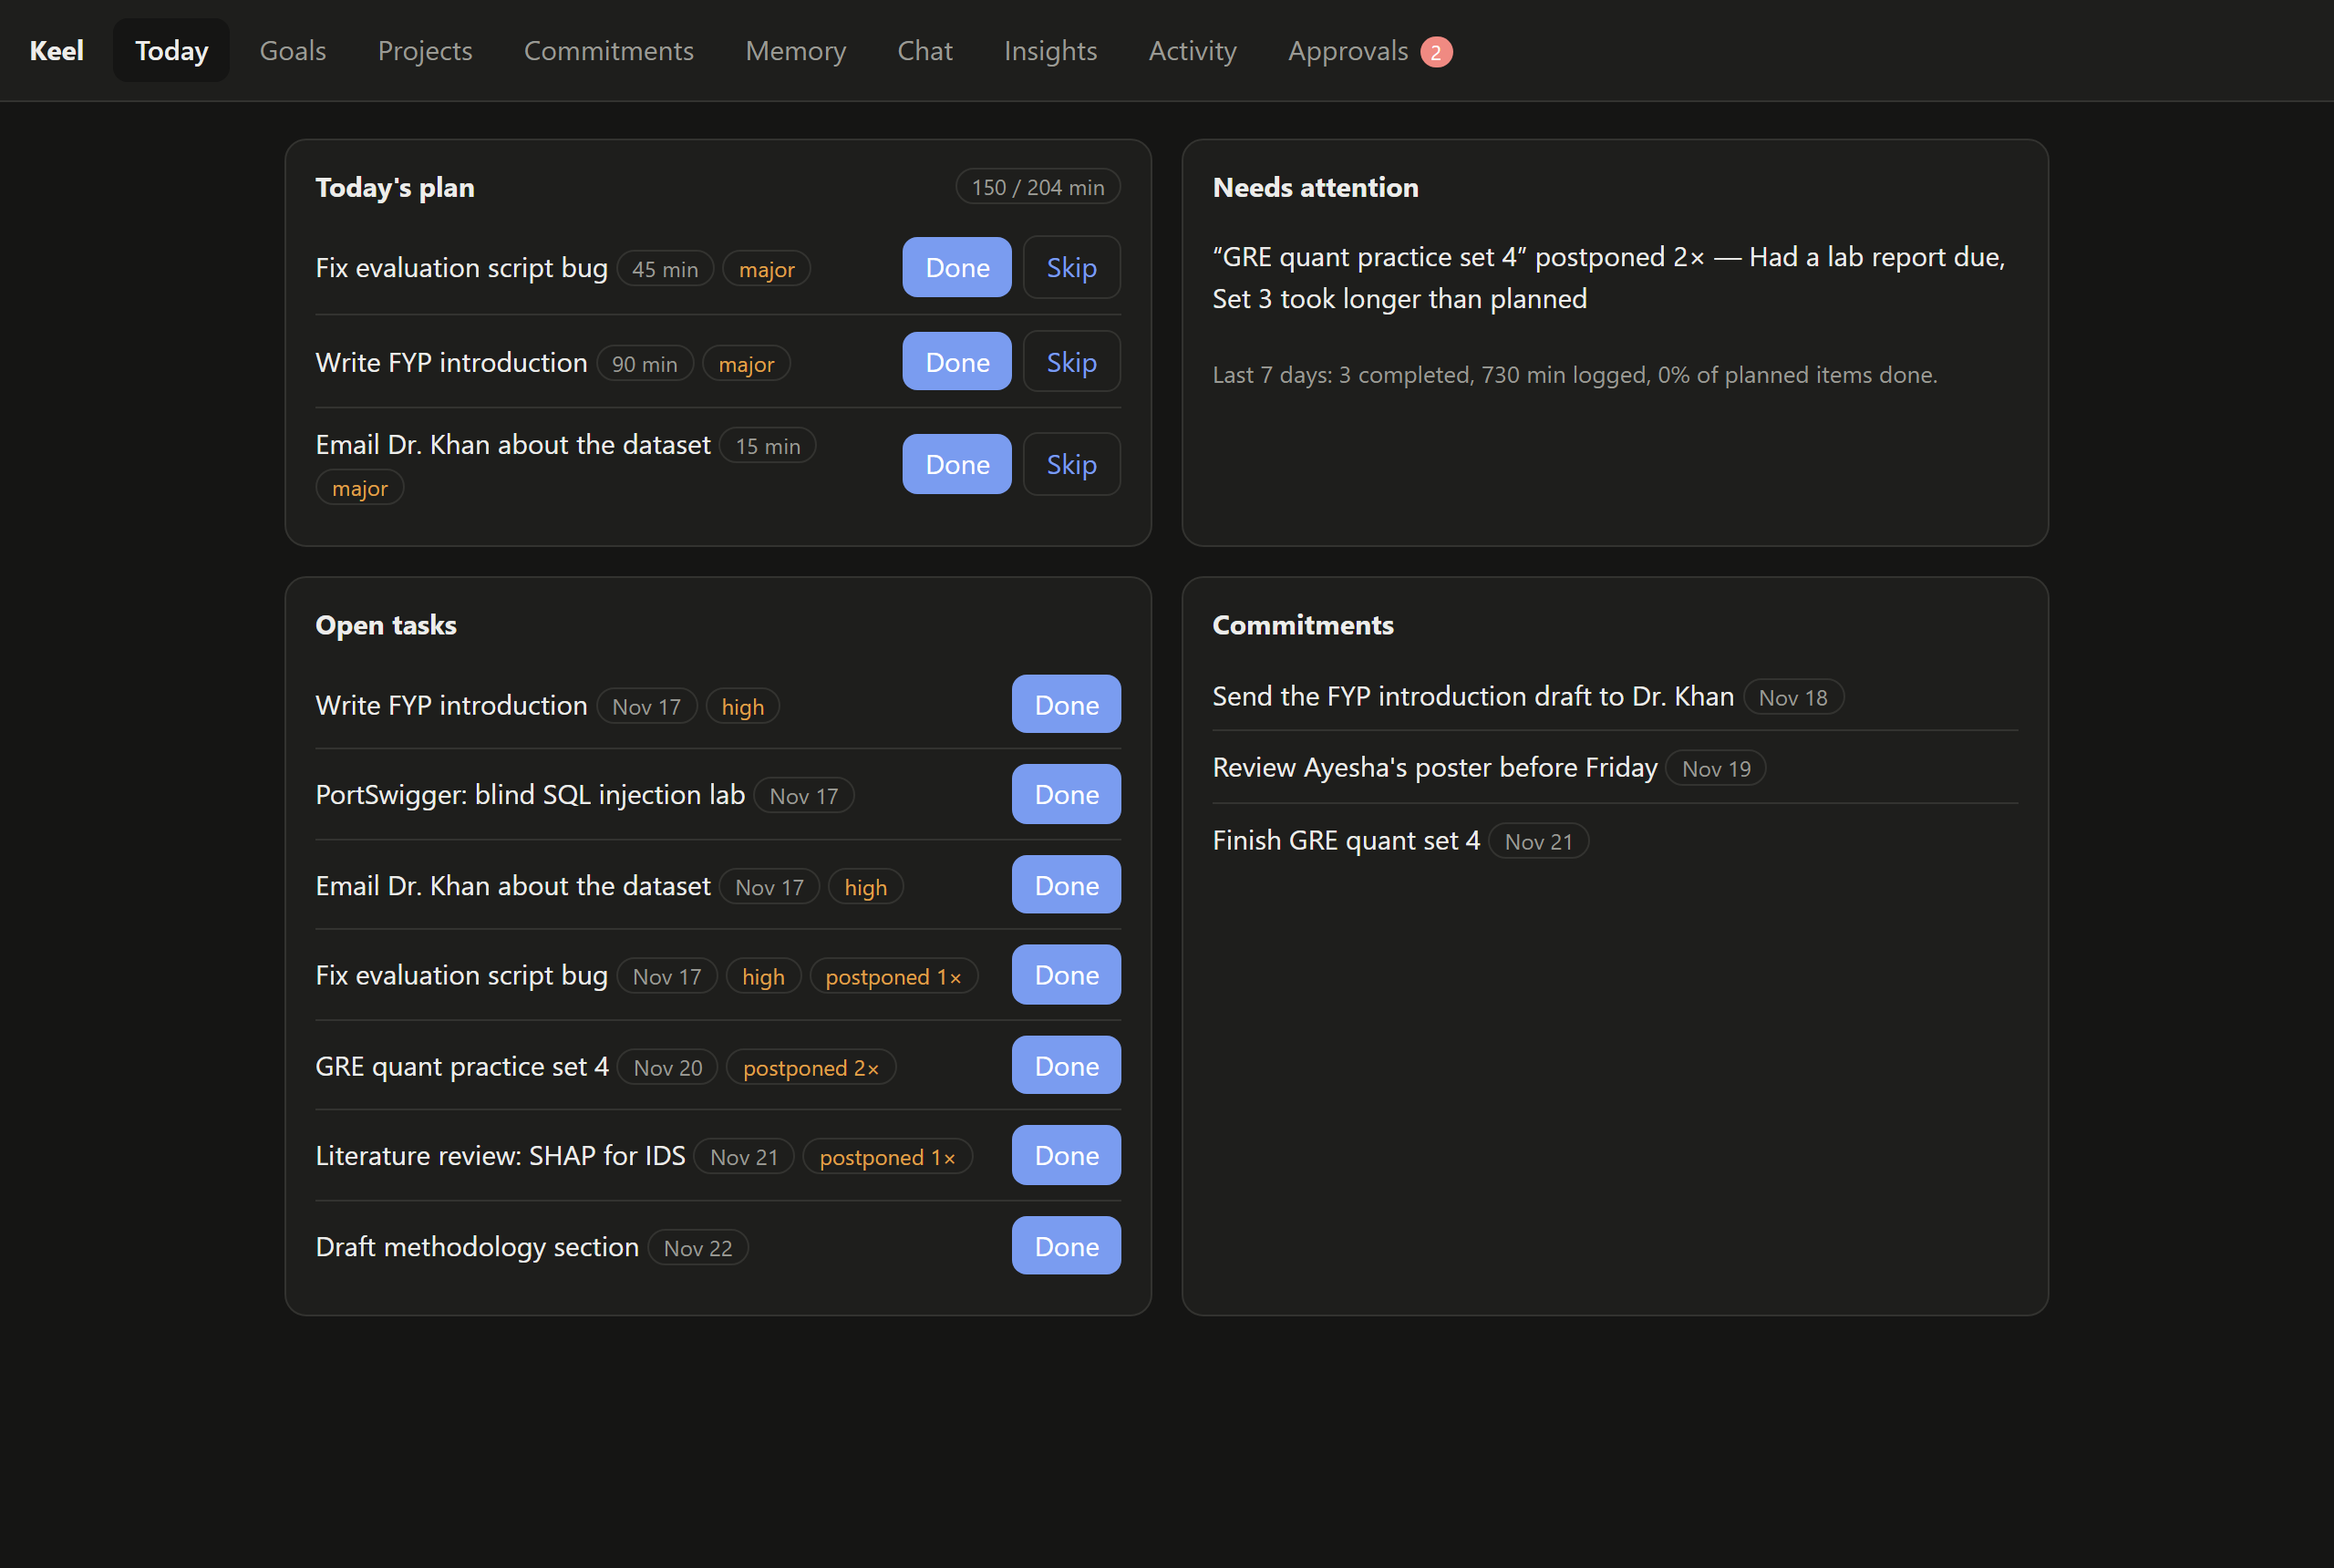 Keel Today Goals Projects Commitments Memory Chat Insights Activity Approvals 2
Today's plan 150 / 204 min
Fix evaluation script bug 45 min major Done Skip
Write FYP introduction 90 min major Done Skip
Email Dr. Khan about the dataset 15 min
major
Done Skip
Needs attention
“GRE quant practice set 4” postponed 2× — Had a lab report due,
Set 3 took longer than planned
Last 7 days: 3 completed, 730 min logged, 0% of planned items done.
Open tasks
Write FYP introduction Nov 17 high Done
PortSwigger: blind SQL injection lab Nov 17 Done
Email Dr. Khan about the dataset Nov 17 high Done
Fix evaluation script bug Nov 17 high postponed 1× Done
GRE quant practice set 4 Nov 20 postponed 2× Done
Literature review: SHAP for IDS Nov 21 postponed 1× Done
Draft methodology section Nov 22 Done
Commitments
Send the FYP introduction draft to Dr. Khan Nov 18
Review Ayesha's poster before Friday Nov 19
Finish GRE quant set 4 Nov 21